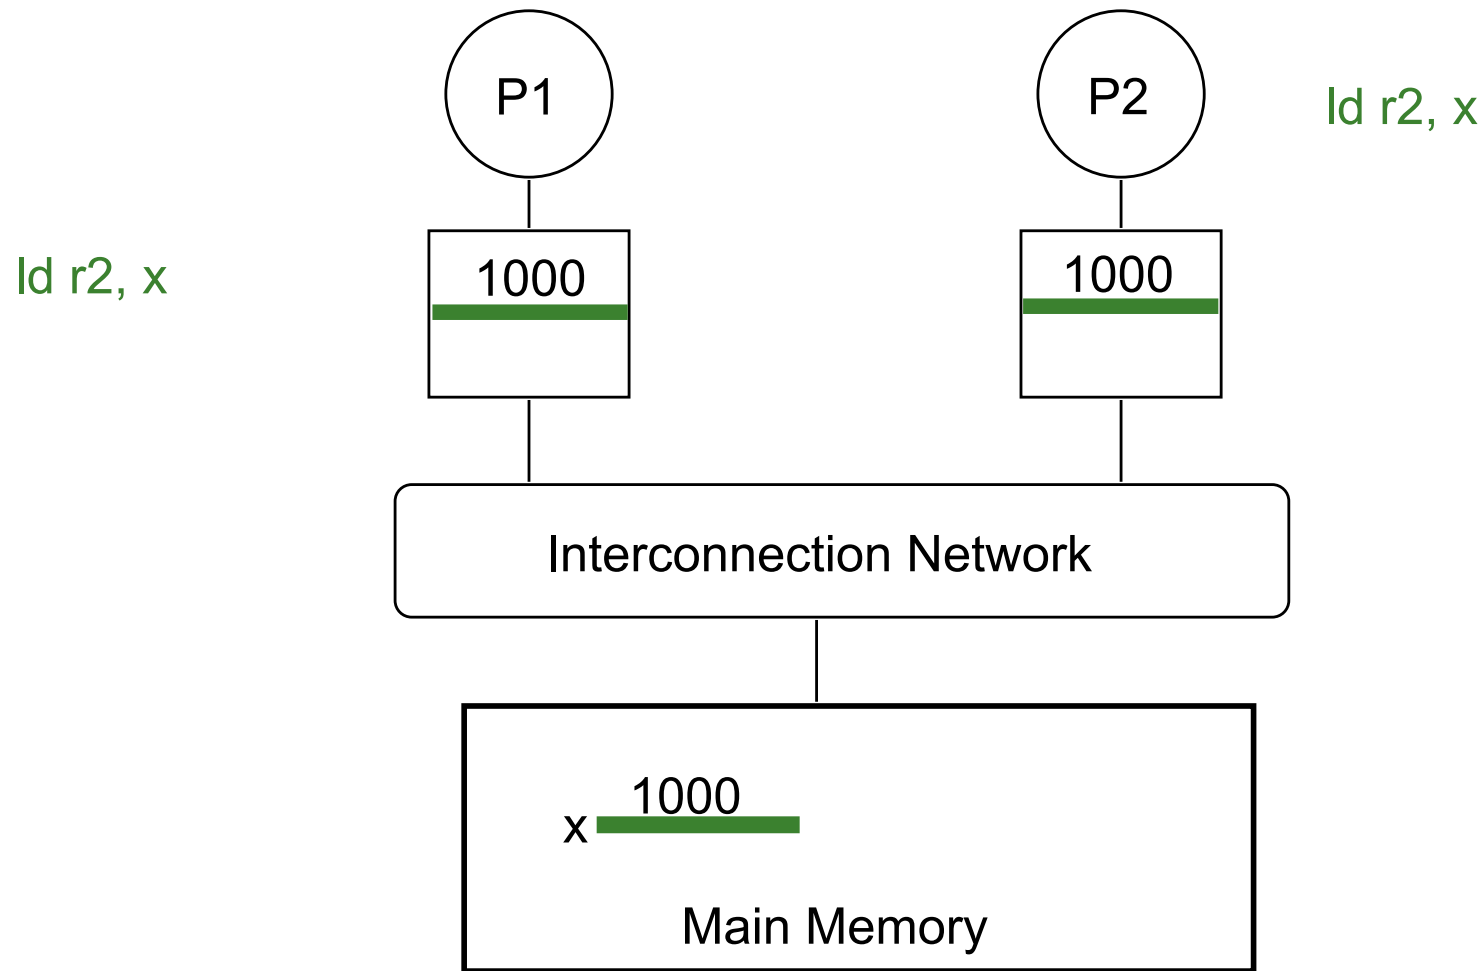 P1
P2
ld r2, x
ld r2, x
1000
1000
Interconnection Network
1000
x
Main Memory